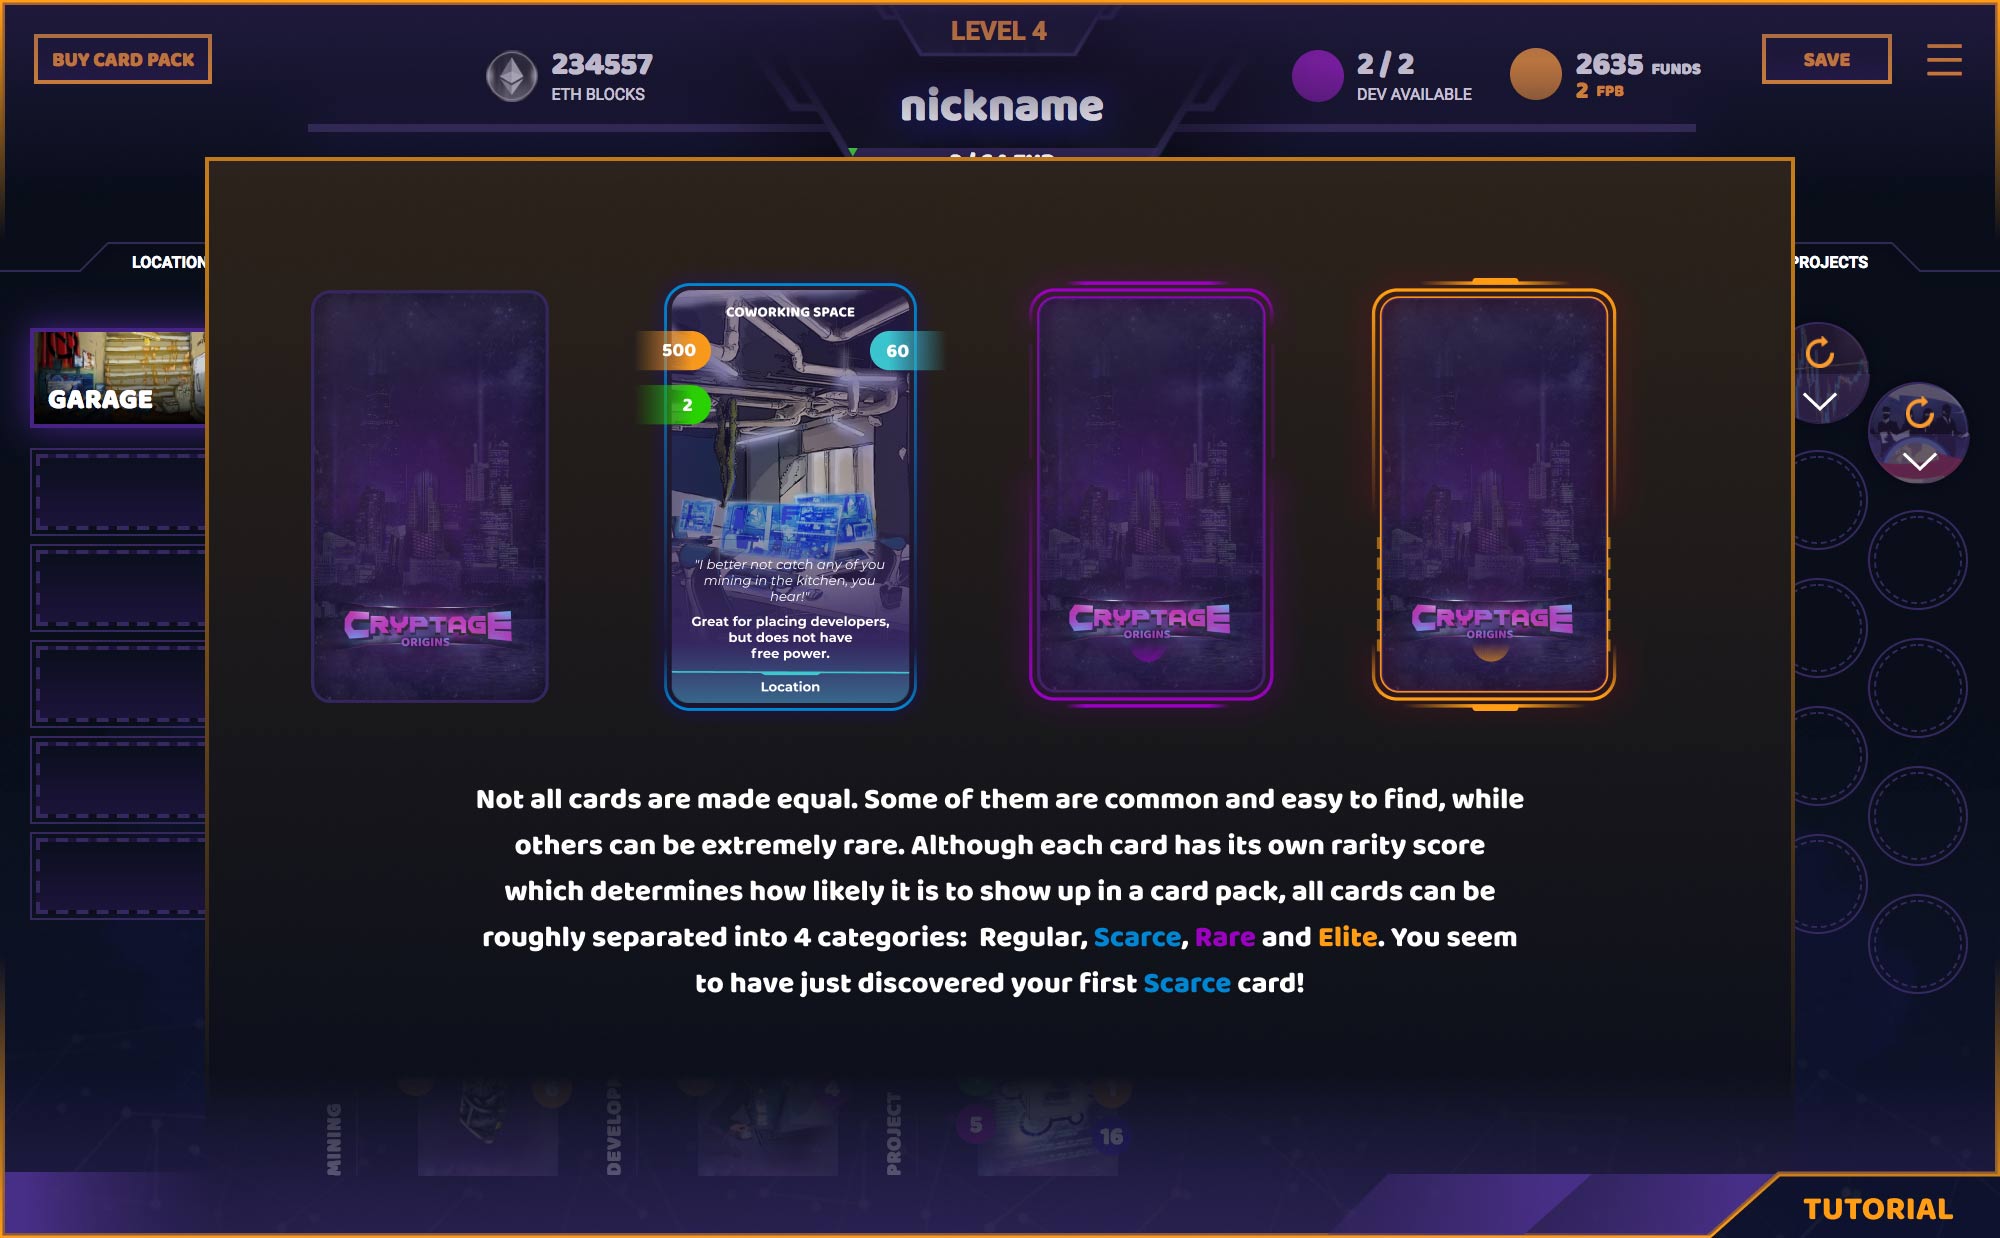 LEVEL 4
BUY CARD PACK
234557
ETH BLOCKS
nickname
2 / 2
DEV AVAILABLE
2635 FUNDS
2 FPB
SAVE
LOCATION
PROJECTS
GARAGE
CRYPTAGE
ORIGINS
COWORKING SPACE
500
60
2
"I better not catch any of you
mining in the kitchen, you
hear!"
Great for placing developers,
but does not have
free power.
Location
CRYPTAGE
ORIGINS
CRYPTAGE
ORIGINS
Not all cards are made equal. Some of them are common and easy to find, while
others can be extremely rare. Although each card has its own rarity score
which determines how likely it is to show up in a card pack, all cards can be
roughly separated into 4 categories: Regular, Scarce, Rare and Elite. You seem
to have just discovered your first Scarce card!
MINING
6
DEVELOP
4
PROJECT
5
1
16
TUTORIAL